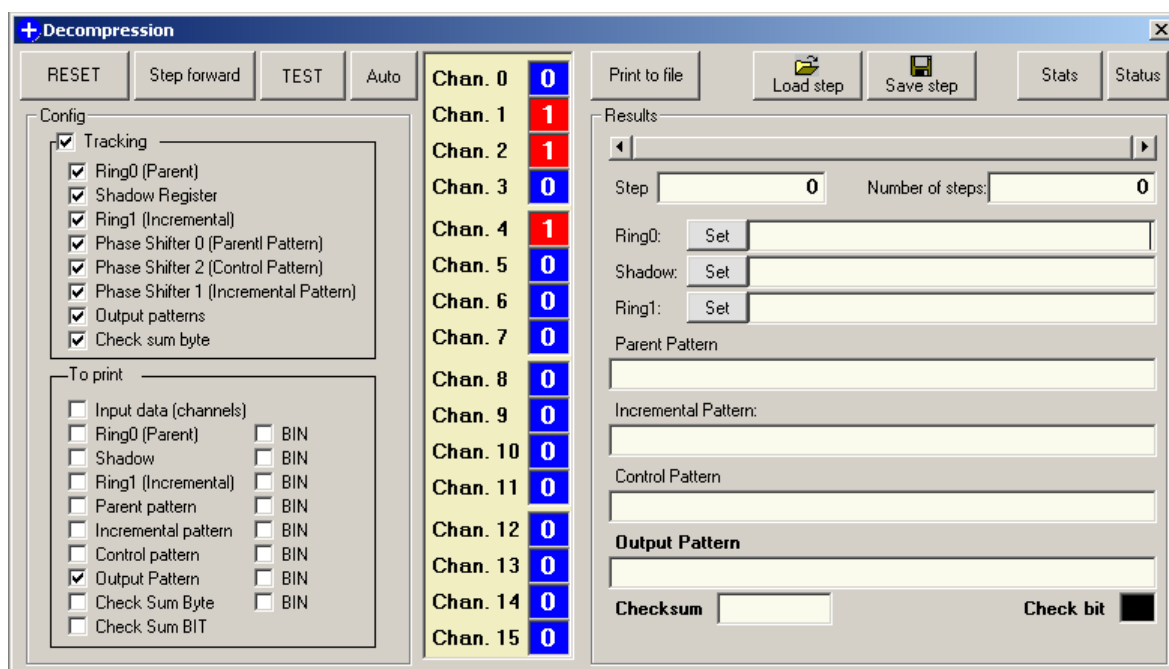 Decompression
RESET
Step forward
TEST
Auto
Config
Tracking
Ring0 (Parent)
Shadow Register
Ring1 (Incremental)
Phase Shifter 0 (Parentl Pattern)
Phase Shifter 2 (Control Pattern)
Phase Shifter 1 (Incremental Pattern)
Output patterns
Check sum byte
To print
Input data (channels)
Ring0 (Parent) BIN
Shadow BIN
Ring1 (Incremental) BIN
Parent pattern BIN
Incremental pattern BIN
Control pattern BIN
Output Pattern BIN
Check Sum Byte BIN
Check Sum BIT
Chan. 0 0
Chan. 1 1
Chan. 2 1
Chan. 3 0
Chan. 4 1
Chan. 5 0
Chan. 6 0
Chan. 7 0
Chan. 8 0
Chan. 9 0
Chan. 10 0
Chan. 11 0
Chan. 12 0
Chan. 13 0
Chan. 14 0
Chan. 15 0
Print to file
Load step
Save step
Stats
Status
Results
Step 0 Number of steps: 0
Ring0: Set
Shadow: Set
Ring1: Set
Parent Pattern
Incremental Pattern:
Control Pattern
Output Pattern
Checksum Check bit